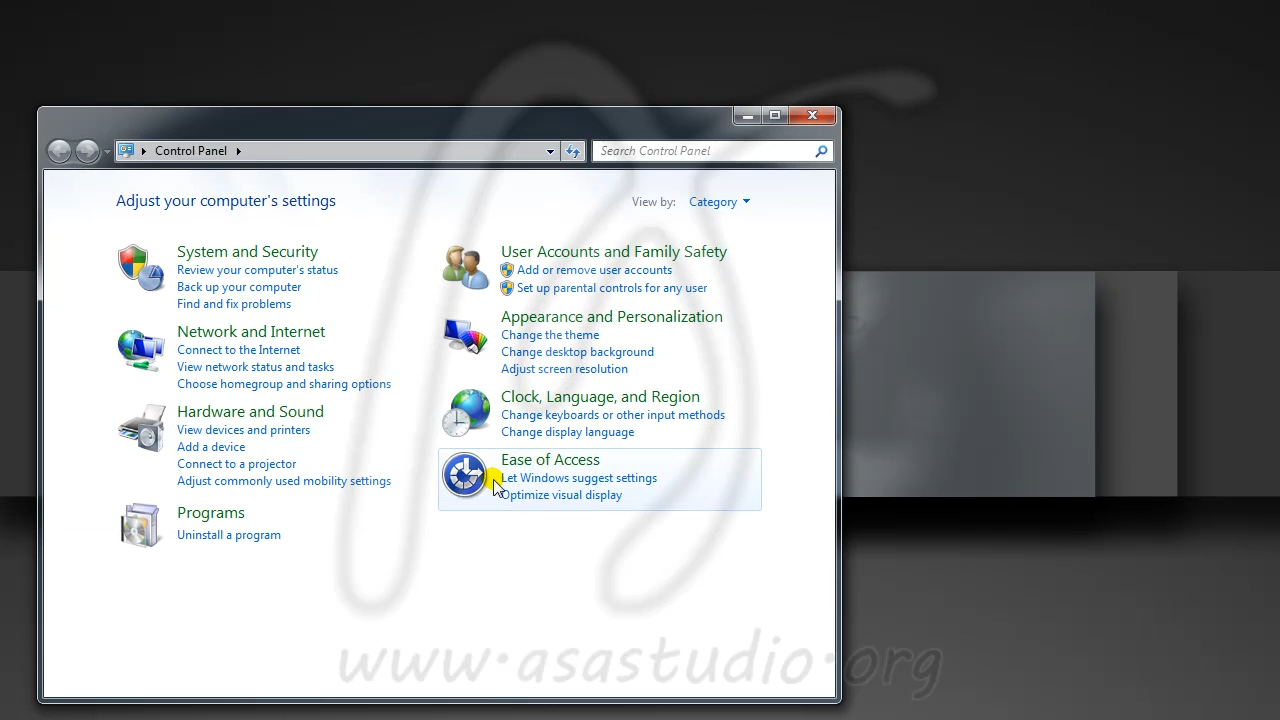 Control Panel
Search Control Panel
Adjust your computer's settings
View by: Category
System and Security
Review your computer's status
Back up your computer
Find and fix problems
Network and Internet
Connect to the Internet
View network status and tasks
Choose homegroup and sharing options
Hardware and Sound
View devices and printers
Add a device
Connect to a projector
Adjust commonly used mobility settings
Programs
Uninstall a program
User Accounts and Family Safety
Add or remove user accounts
Set up parental controls for any user
Appearance and Personalization
Change the theme
Change desktop background
Adjust screen resolution
Clock, Language, and Region
Change keyboards or other input methods
Change display language
Ease of Access
Let Windows suggest settings
Optimize visual display
www.asastudio.org